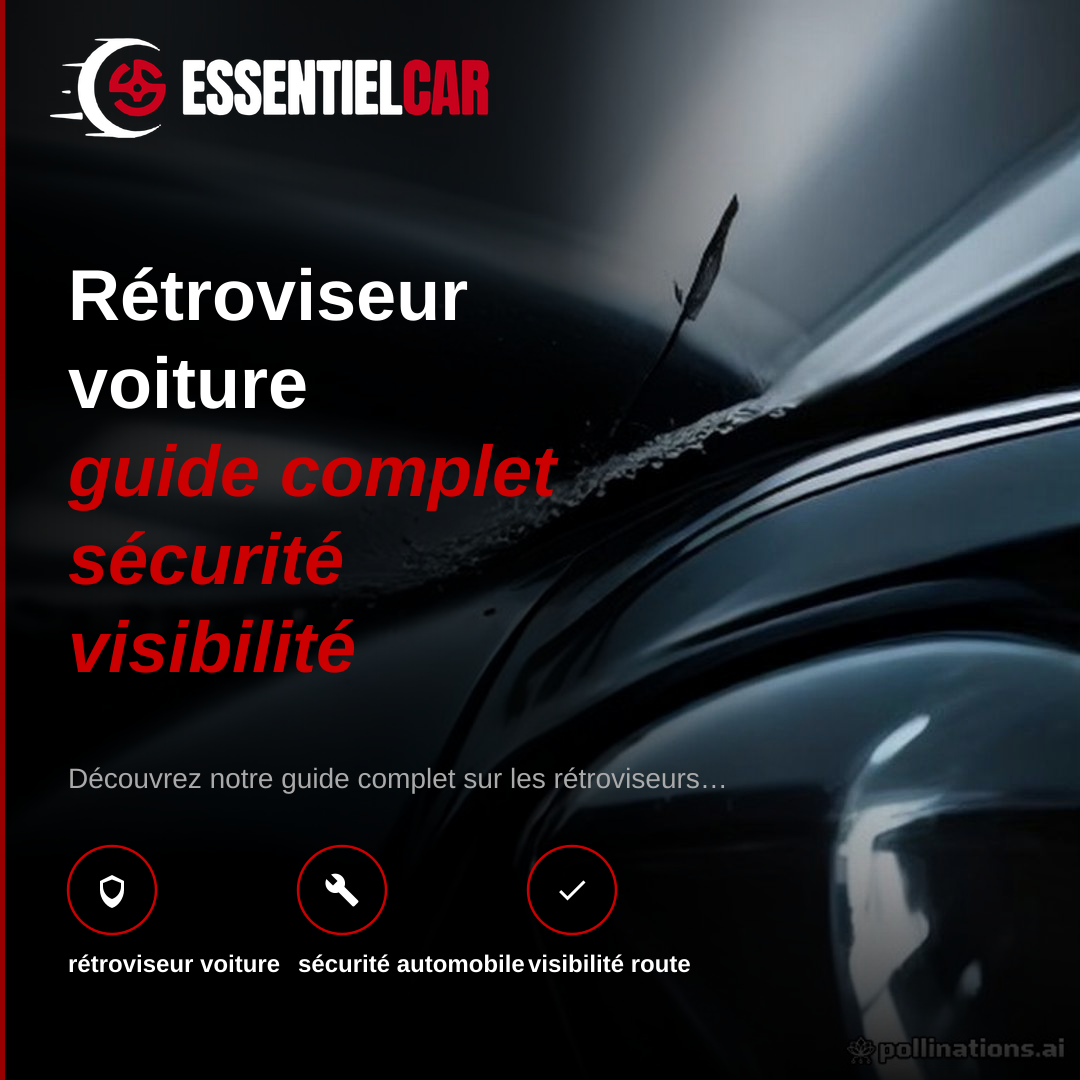 ESSENTIELCAR
Rétroviseur
voiture
guide complet
sécurité
visibilité
Découvrez notre guide complet sur les rétroviseurs…
rétroviseur voiture
sécurité automobile
visibilité route
pollinations.ai